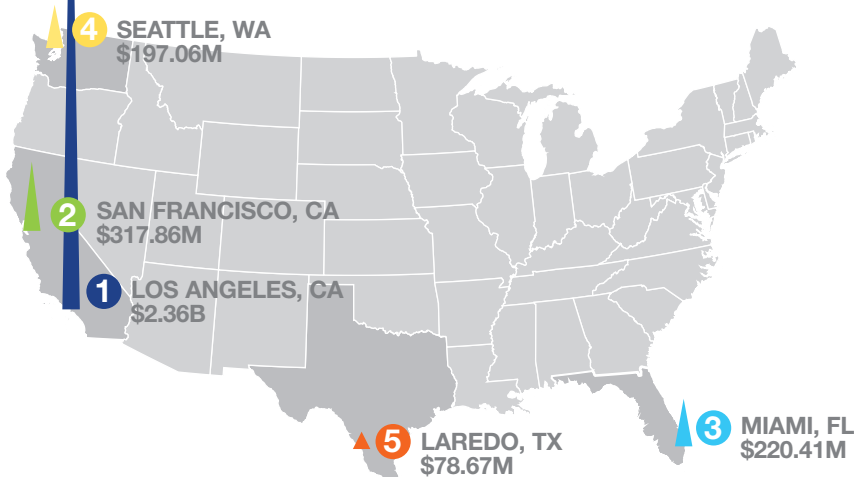 4 SEATTLE, WA
$197.06M
2 SAN FRANCISCO, CA
$317.86M
1 LOS ANGELES, CA
$2.36B
3 MIAMI, FL
$220.41M
5 LAREDO, TX
$78.67M